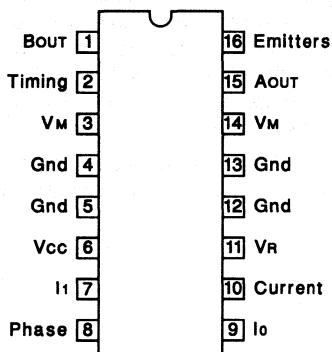 BOUT 1 16 Emitters
Timing 2 15 AOUT
VM 3 14 VM
Gnd 4 13 Gnd
Gnd 5 12 Gnd
Vcc 6 11 VR
I1 7 10 Current
Phase 8 9 I0